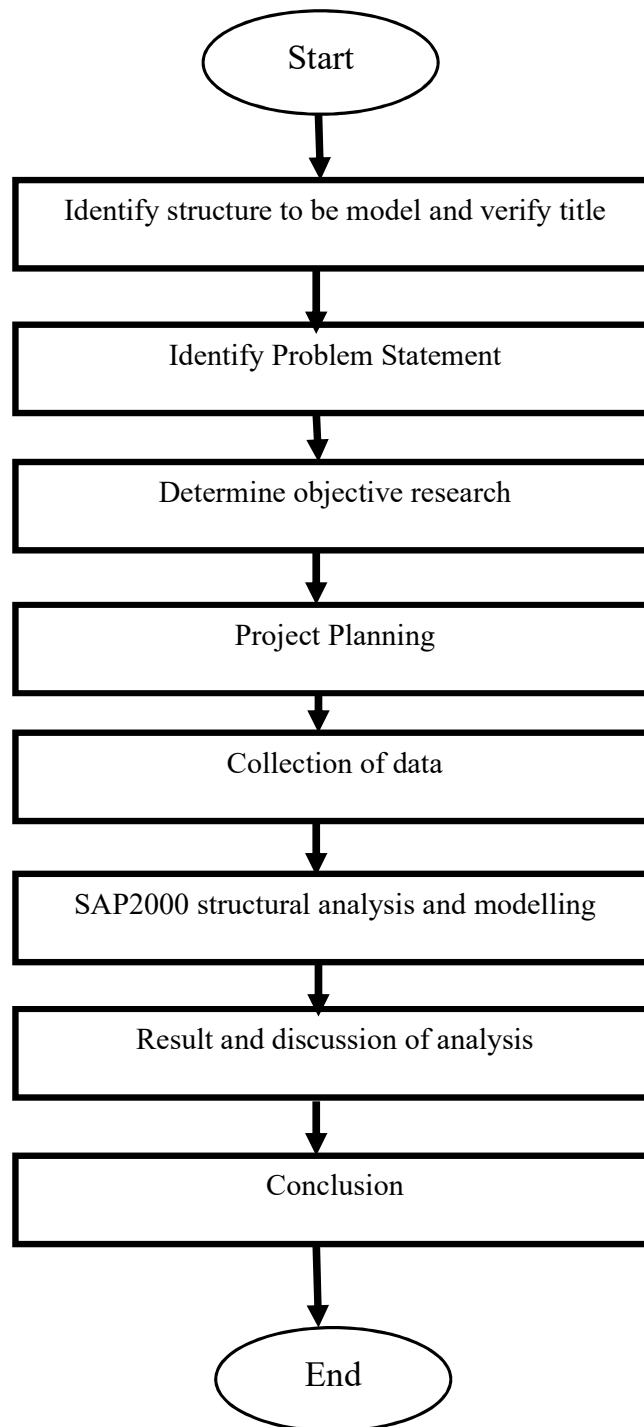 Start
Identify structure to be model and verify title
Identify Problem Statement
Determine objective research
Project Planning
Collection of data
SAP2000 structural analysis and modelling
Result and discussion of analysis
Conclusion
End